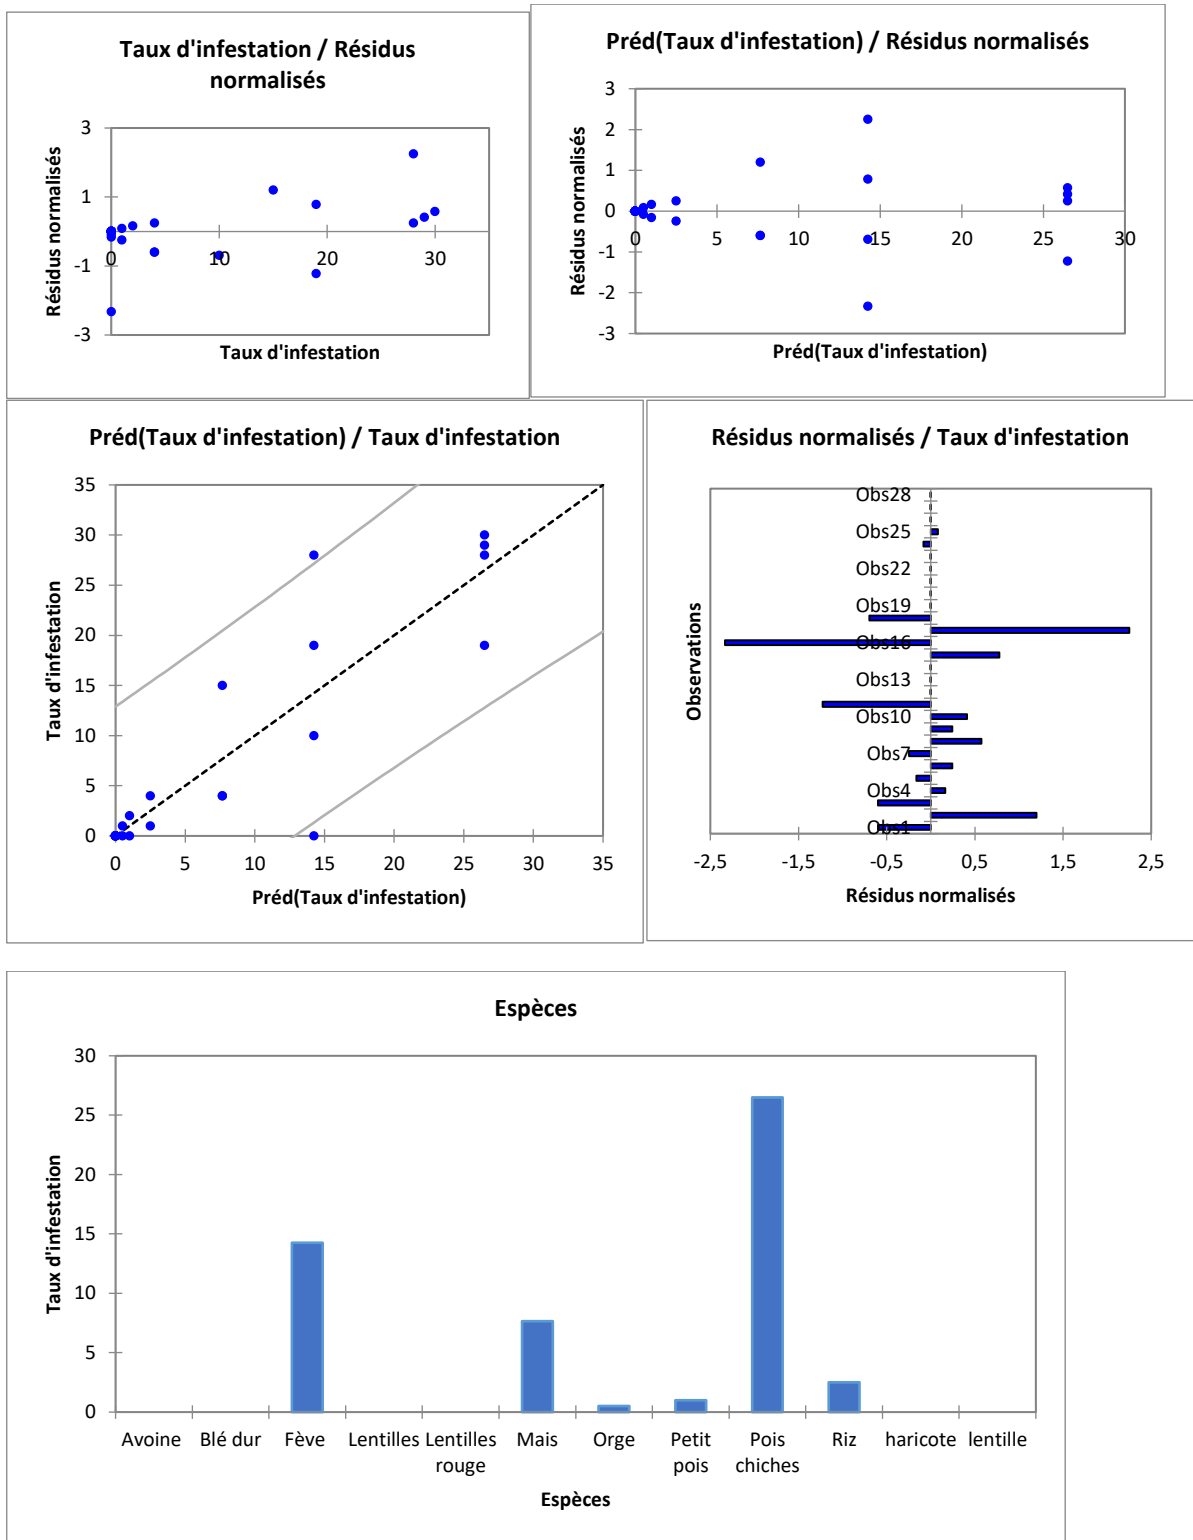 Taux d'infestation / Résidus
normalisés
3
1
-1
-3
0
10
20
30
Résidus normalisés
Taux d'infestation
Préd(Taux d'infestation) / Résidus normalisés
3
2
1
0
-1
-2
-3
0 5 10 15 20 25 30
Résidus normalisés
Préd(Taux d'infestation)
Préd(Taux d'infestation) / Taux d'infestation
35
30
25
20
15
10
5
0
0 5 10 15 20 25 30 35
Taux d'infestation
Préd(Taux d'infestation)
Résidus normalisés / Taux d'infestation
Obs28
Obs25
Obs22
Obs19
Obs16
Obs13
Obs10
Obs7
Obs4
Obs1
-2,5 -1,5 -0,5 0,5 1,5 2,5
Observations
Résidus normalisés
Espèces
30
25
20
15
10
5
0
Taux d'infestation
Avoine Blé dur Fève Lentilles Lentilles Mais Orge Petit Pois Riz haricote lentille
rouge pois chiches
Espèces